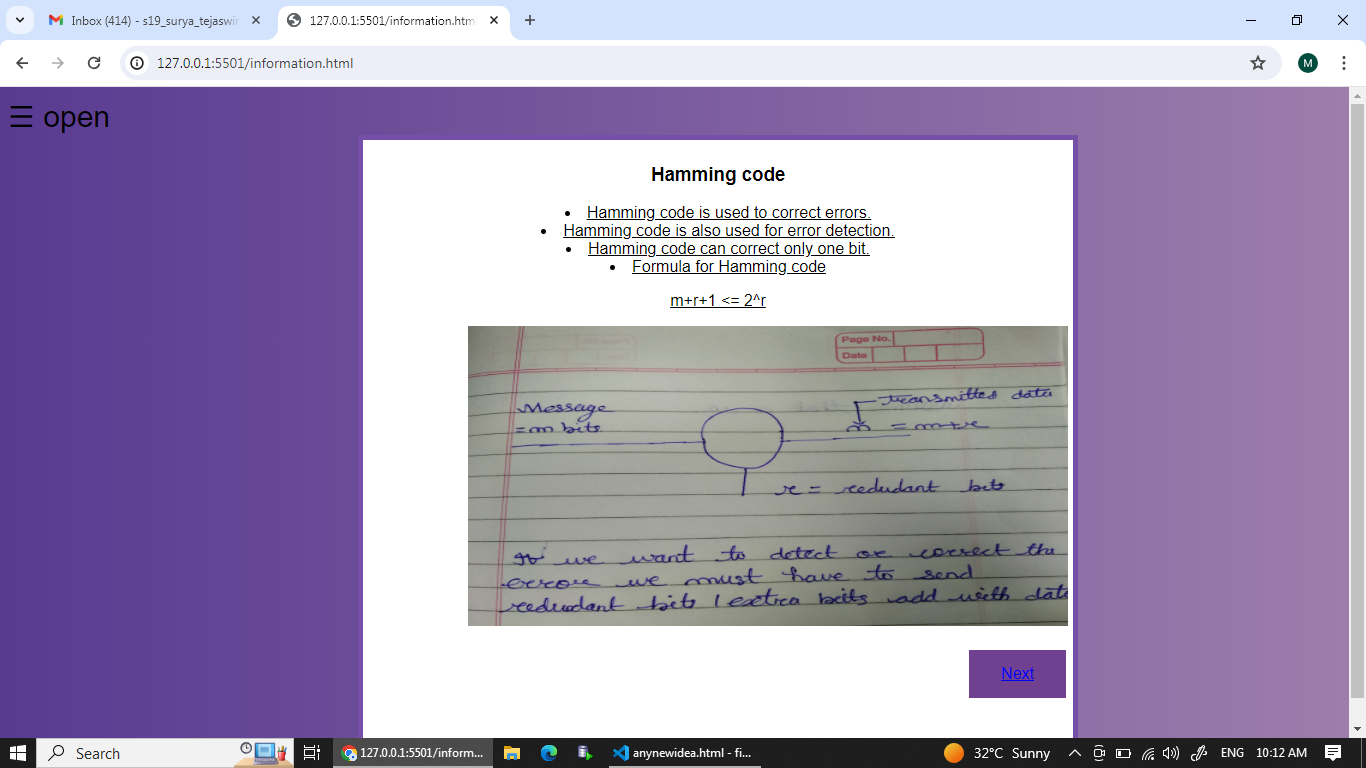 Inbox (414) - s19_surya_tejaswir
127.0.0.1:5501/information.htm
127.0.0.1:5501/information.html
M
☰ open
Hamming code
• Hamming code is used to correct errors.
• Hamming code is also used for error detection.
• Hamming code can correct only one bit.
• Formula for Hamming code
m+r+1 <= 2^r
Page No.
Date
Message
= m bits
transmitted data
n = m+r
r = redudant bits
If we want to detect or correct the
error we must have to send
redudant bits / extra bits add with data
Next
Search
127.0.0.1:5501/inform...
anynewidea.html - fi...
32°C Sunny
ENG
10:12 AM